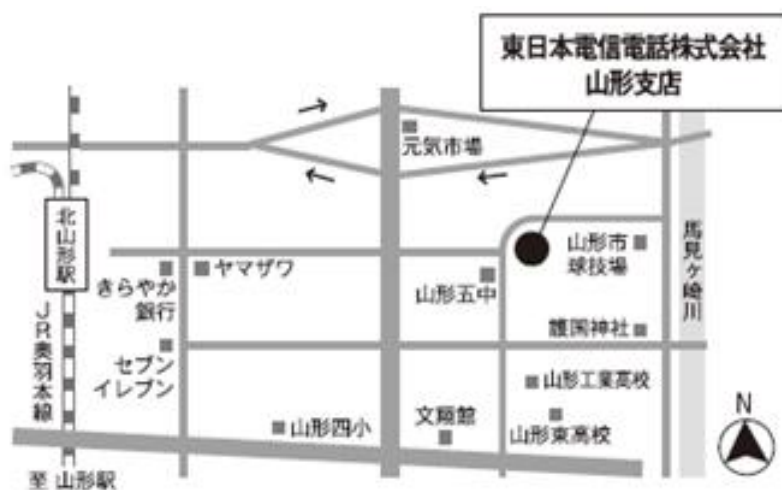 東日本電信電話株式会社
山形支店
元気市場
北山形駅
ヤマザワ
きらやか
銀行
山形五中
山形市
球技場
馬見ヶ崎川
JR奥羽本線
セブン
イレブン
護国神社
山形工業高校
山形四小
文翔館
山形東高校
N
至 山形駅